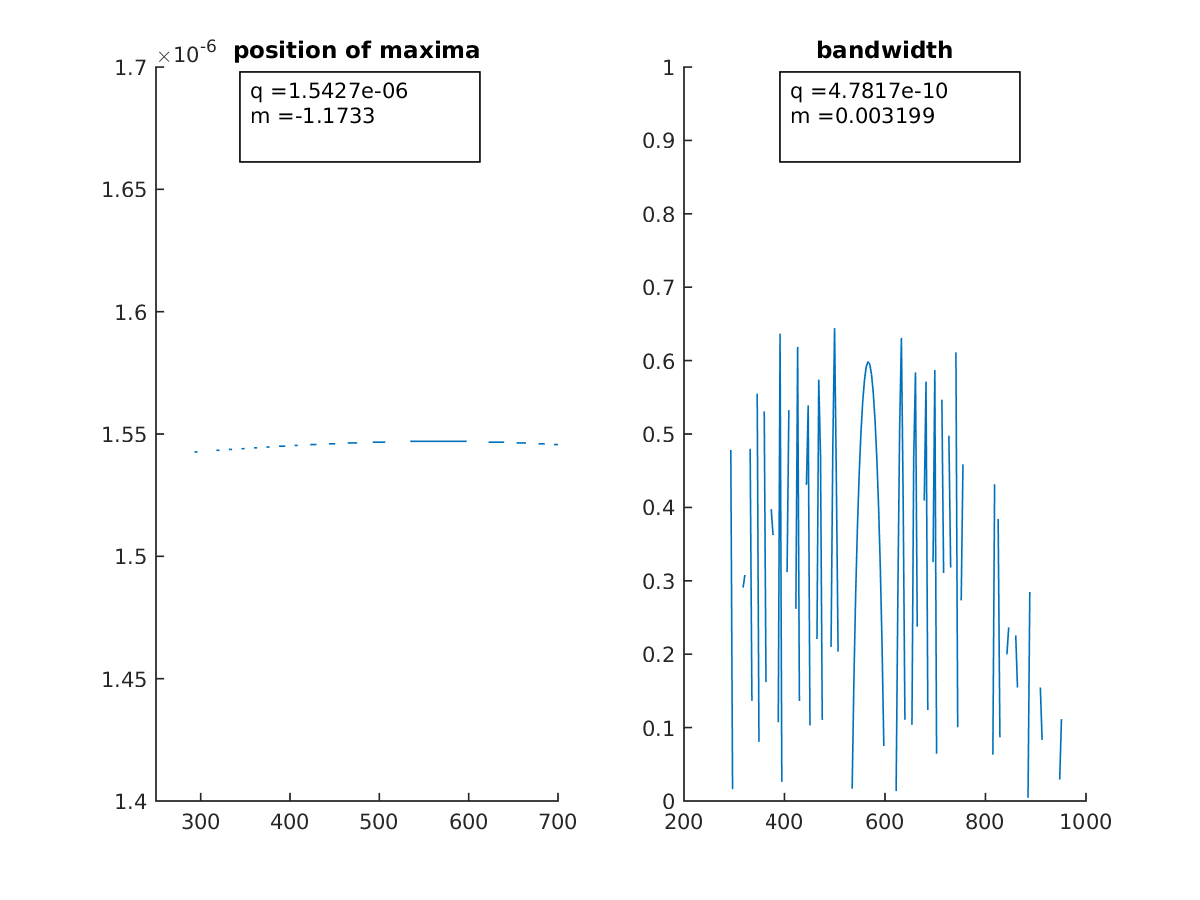 ×10-6
position of maxima
q =1.5427e-06
m =-1.1733
1.7
1.65
1.6
1.55
1.5
1.45
1.4
300 400 500 600 700
bandwidth
q =4.7817e-10
m =0.003199
1
0.9
0.8
0.7
0.6
0.5
0.4
0.3
0.2
0.1
0
200 400 600 800 1000